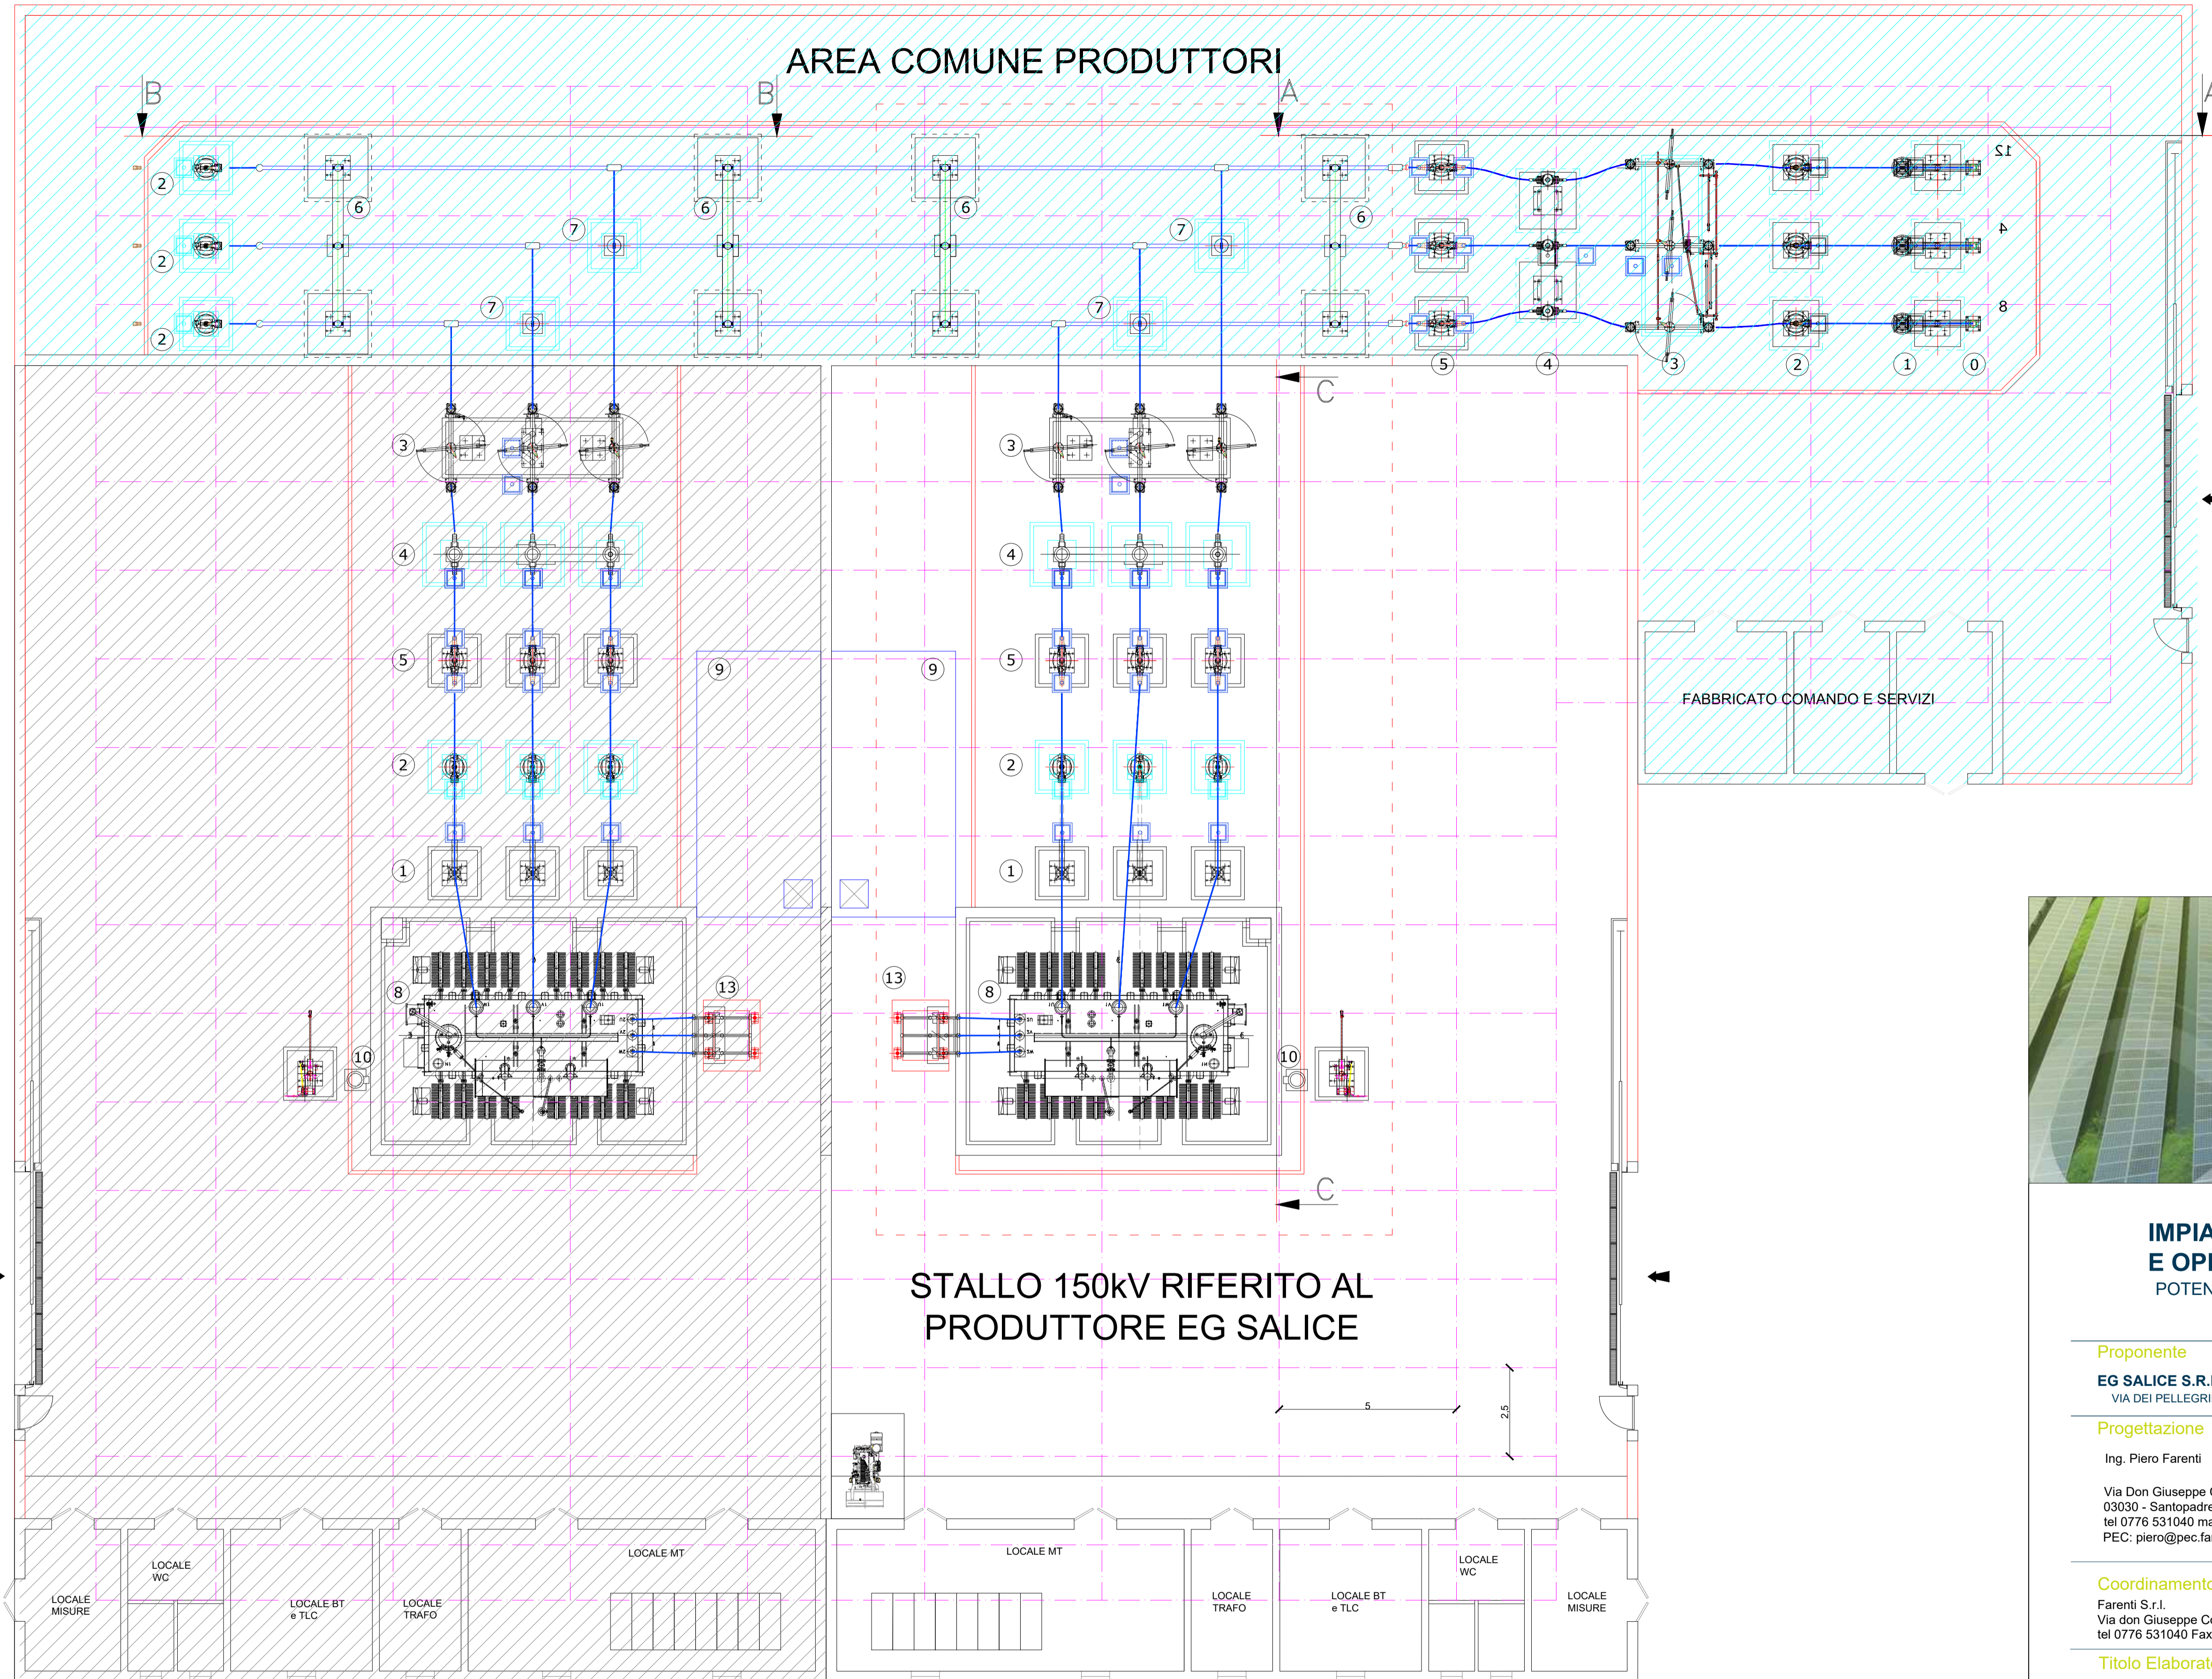 AREA COMUNE PRODUTTORI
B
B
A
A
2
6
6
6
6
12
2
7
7
4
2
7
7
8
5
4
3
2
1
0
C
3
3
4
4
5
5
9
9
FABBRICATO COMANDO E SERVIZI
2
2
1
1
8
13
13
8
10
10
C
STALLO 150kV RIFERITO AL
PRODUTTORE EG SALICE
5
2,5
LOCALE
MISURE
LOCALE
WC
LOCALE BT
e TLC
LOCALE
TRAFO
LOCALE MT
LOCALE MT
LOCALE
TRAFO
LOCALE BT
e TLC
LOCALE
WC
LOCALE
MISURE
IMPIA
E OPE
POTEN
Proponente
EG SALICE S.R.L
VIA DEI PELLEGRI
Progettazione
Ing. Piero Farenti
Via Don Giuseppe C
03030 - Santopadre
tel 0776 531040 ma
PEC: piero@pec.far
Coordinamento
Farenti S.r.l.
Via don Giuseppe Co
tel 0776 531040 Fax
Titolo Elaborat